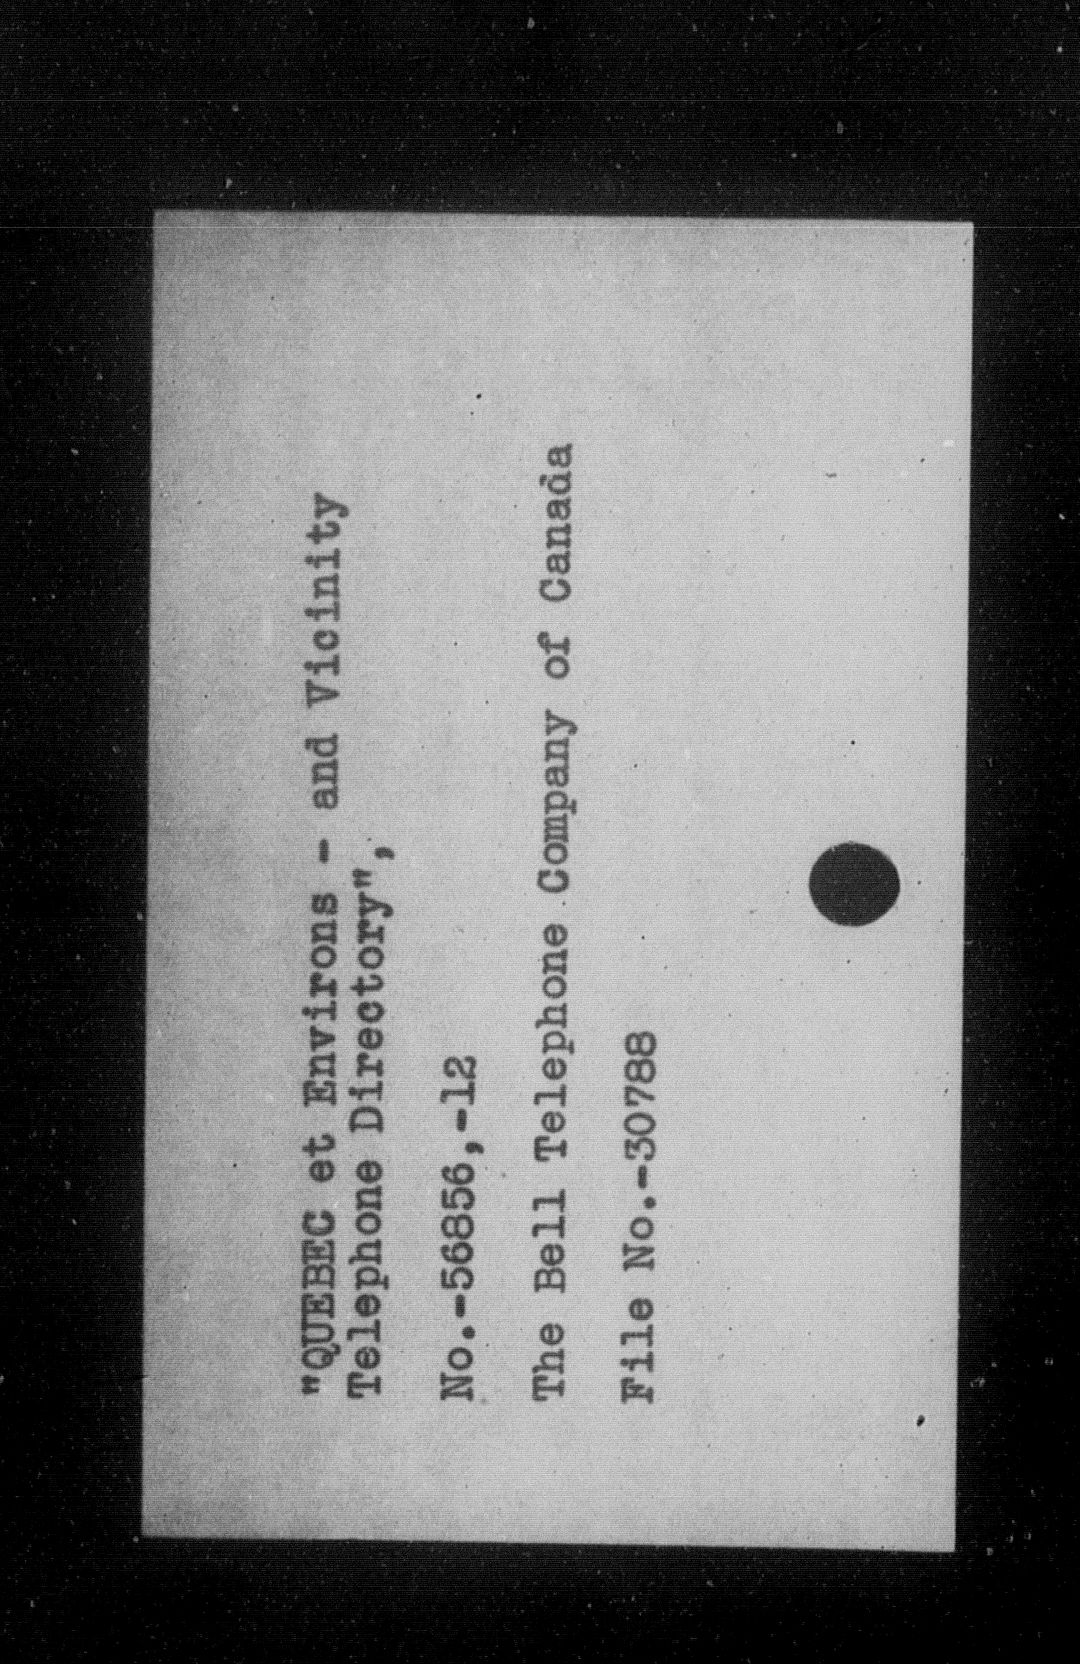 "QUEBEC et Environs - and Vicinity
Telephone Directory",
No.-56856,-12
The Bell Telephone Company of Canada
File No.-30788